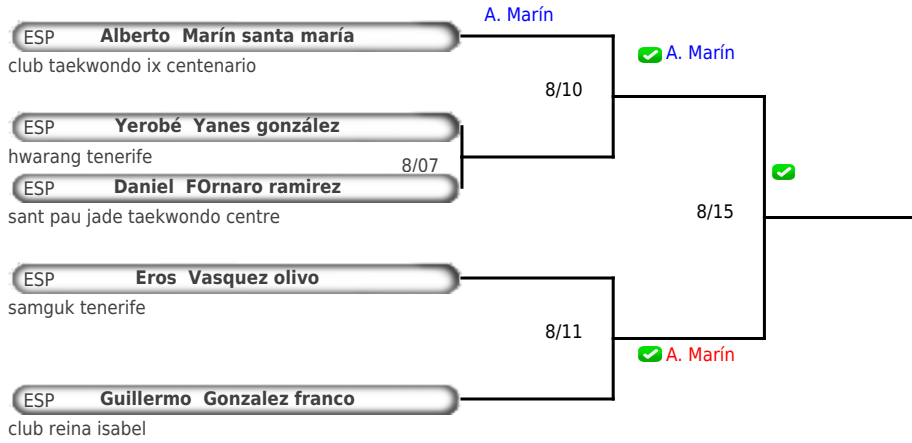 A. Marín
ESP Alberto Marín santa maría
club taekwondo ix centenario
A. Marín
8/10
ESP Yerobé Yanes gonzález
hwarang tenerife
8/07
ESP Daniel FOrnaro ramirez
sant pau jade taekwondo centre
8/15
ESP Eros Vasquez olivo
samguk tenerife
8/11
A. Marín
ESP Guillermo Gonzalez franco
club reina isabel